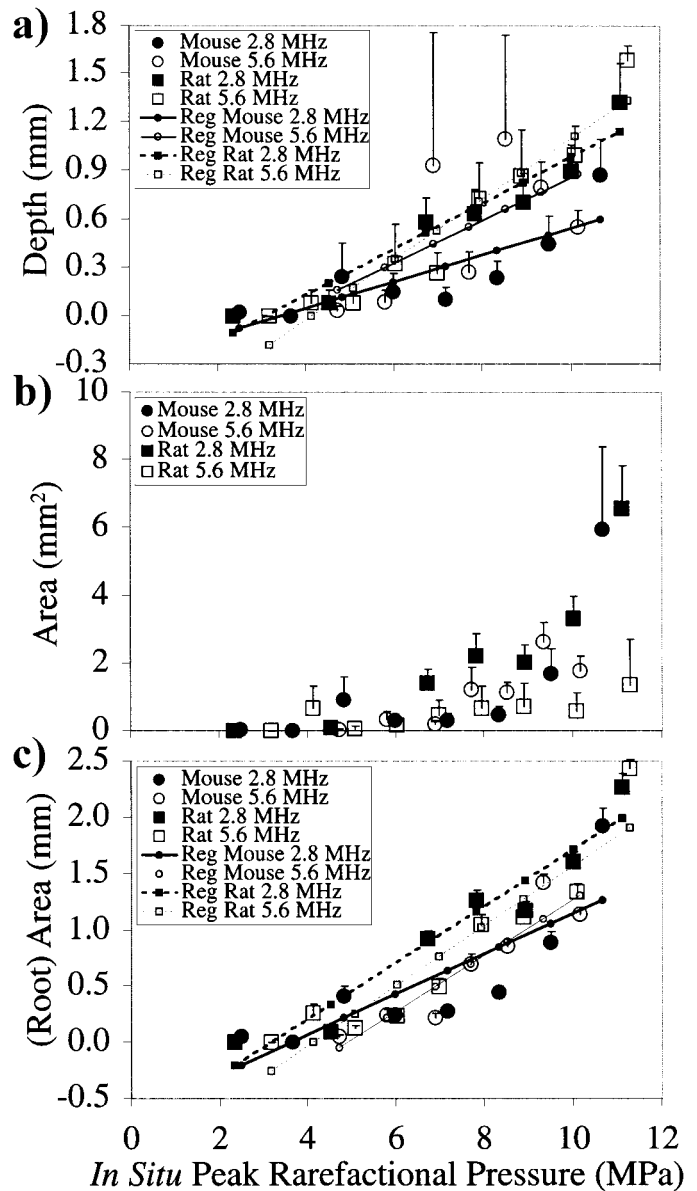 a)
1.8
1.5
1.2
0.9
0.6
0.3
0.0
-0.3
Depth (mm)
Mouse 2.8 MHz
Mouse 5.6 MHz
Rat 2.8 MHz
Rat 5.6 MHz
Reg Mouse 2.8 MHz
Reg Mouse 5.6 MHz
Reg Rat 2.8 MHz
Reg Rat 5.6 MHz
b)
10
8
6
4
2
0
Area (mm²)
Mouse 2.8 MHz
Mouse 5.6 MHz
Rat 2.8 MHz
Rat 5.6 MHz
c)
2.5
2.0
1.5
1.0
0.5
0.0
-0.5
(Root) Area (mm)
Mouse 2.8 MHz
Mouse 5.6 MHz
Rat 2.8 MHz
Rat 5.6 MHz
Reg Mouse 2.8 MHz
Reg Mouse 5.6 MHz
Reg Rat 2.8 MHz
Reg Rat 5.6 MHz
0 2 4 6 8 10 12
In Situ Peak Rarefactional Pressure (MPa)